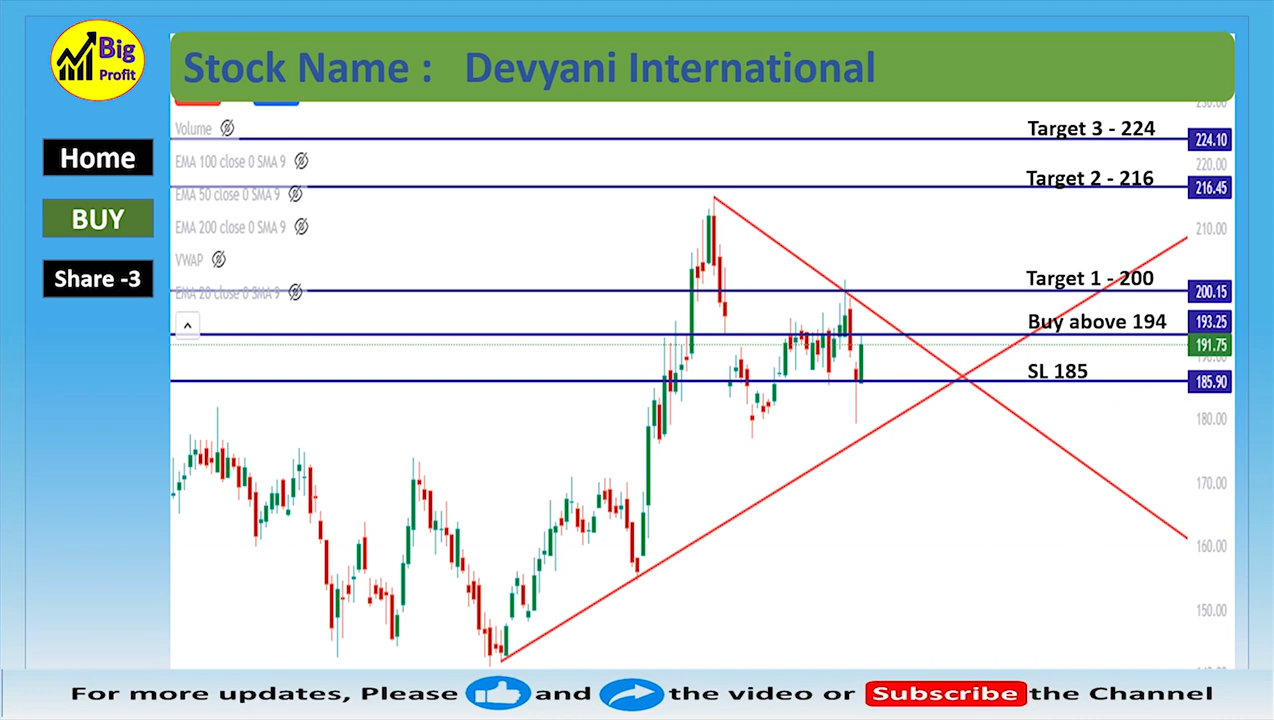 Big
Profit
Stock Name : Devyani International
Home
BUY
Share -3
Volume
EMA 100 close 0 SMA 9
EMA 50 close 0 SMA 9
EMA 200 close 0 SMA 9
VWAP
EMA 20 close 0 SMA 9
Target 3 - 224
Target 2 - 216
Target 1 - 200
Buy above 194
SL 185
224.10
220.00
216.45
210.00
200.15
193.25
191.75
190.00
185.90
180.00
170.00
160.00
150.00
For more updates, Please and the video or Subscribe the Channel